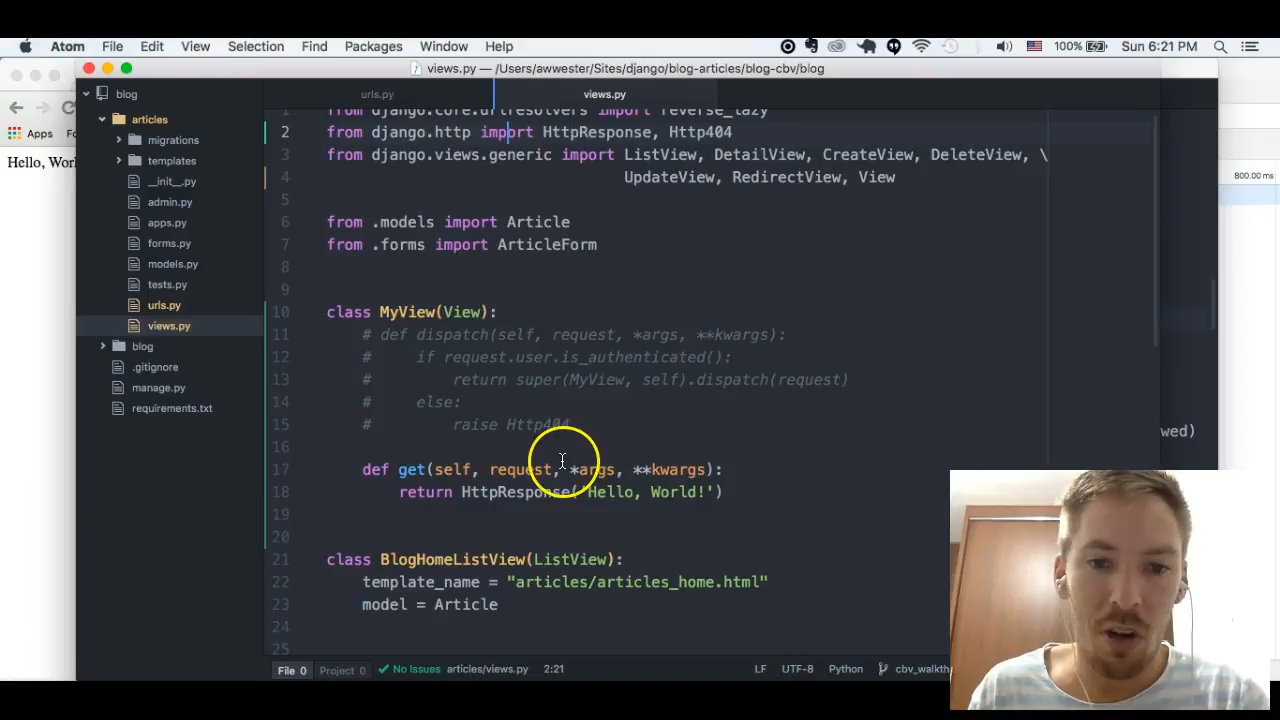 Atom File Edit View Selection Find Packages Window Help 100% Sun 6:21 PM
views.py — /Users/awwester/Sites/django/blog-articles/blog-cbv/blog
blog
urls.py
views.py
Apps
Hello, Worl
800.00 ms
articles
migrations
templates
__init__.py
admin.py
apps.py
forms.py
models.py
tests.py
urls.py
views.py
blog
.gitignore
manage.py
requirements.txt
1 from django.core.urlresolvers import reverse_lazy
2 from django.http import HttpResponse, Http404
3 from django.views.generic import ListView, DetailView, CreateView, DeleteView, \
4 UpdateView, RedirectView, View
5
6 from .models import Article
7 from .forms import ArticleForm
8
9
10 class MyView(View):
11 # def dispatch(self, request, *args, **kwargs):
12 # if request.user.is_authenticated():
13 # return super(MyView, self).dispatch(request)
14 # else:
15 # raise Http404
16
17 def get(self, request, *args, **kwargs):
18 return HttpResponse('Hello, World!')
19
20
21 class BlogHomeListView(ListView):
22 template_name = "articles/articles_home.html"
23 model = Article
24
25
wed)
File 0 Project 0 No Issues articles/views.py 2:21 LF UTF-8 Python cbv_walkth